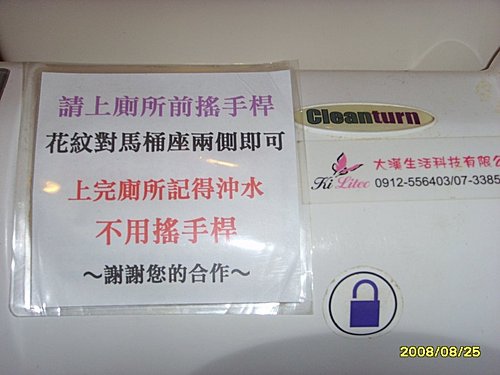 請上廁所前搖手桿
花紋對馬桶座兩側即可
上完廁所記得沖水
不用搖手桿
～謝謝您的合作～
Cleanturn
大漢生活科技有限
Ki Litec
0912-556403/07-3385
2008/08/25